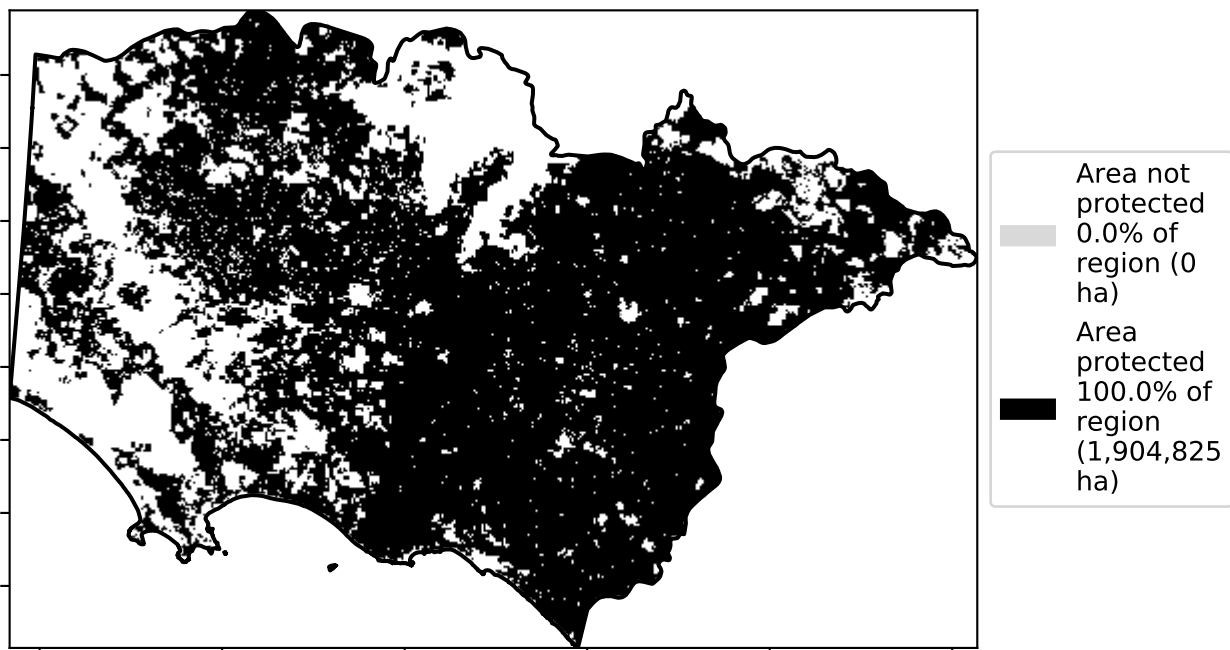 Area not
protected
0.0% of
region (0
ha)
Area
protected
100.0% of
region
(1,904,825
ha)